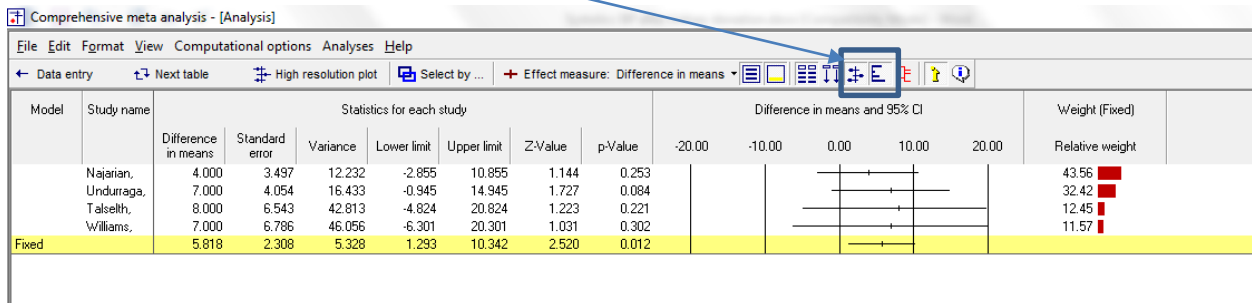 Comprehensive meta analysis - [Analysis]
File Edit Format View Computational options Analyses Help
← Data entry Next table High resolution plot Select by ... + Effect measure: Difference in means
Model Study name Statistics for each study Difference in means and 95% CI Weight (Fixed)
Difference in means Standard error Variance Lower limit Upper limit Z-Value p-Value -20.00 -10.00 0.00 10.00 20.00 Relative weight
Najarian, 4.000 3.497 12.232 -2.855 10.855 1.144 0.253 43.56
Undurraga, 7.000 4.054 16.433 -0.945 14.945 1.727 0.084 32.42
Talselth, 8.000 6.543 42.813 -4.824 20.824 1.223 0.221 12.45
Williams, 7.000 6.786 46.056 -6.301 20.301 1.031 0.302 11.57
Fixed 5.818 2.308 5.328 1.293 10.342 2.520 0.012